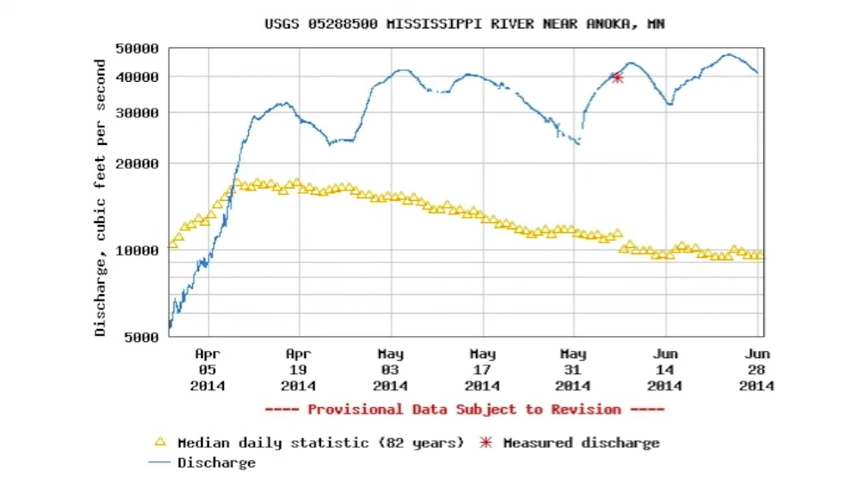 USGS 05288500 MISSISSIPPI RIVER NEAR ANOKA, MN
Discharge, cubic feet per second
50000
40000
30000
20000
10000
5000
Apr Apr May May May Jun Jun
05 19 03 17 31 14 28
2014 2014 2014 2014 2014 2014 2014
---- Provisional Data Subject to Revision ----
Median daily statistic (82 years) Measured discharge
Discharge